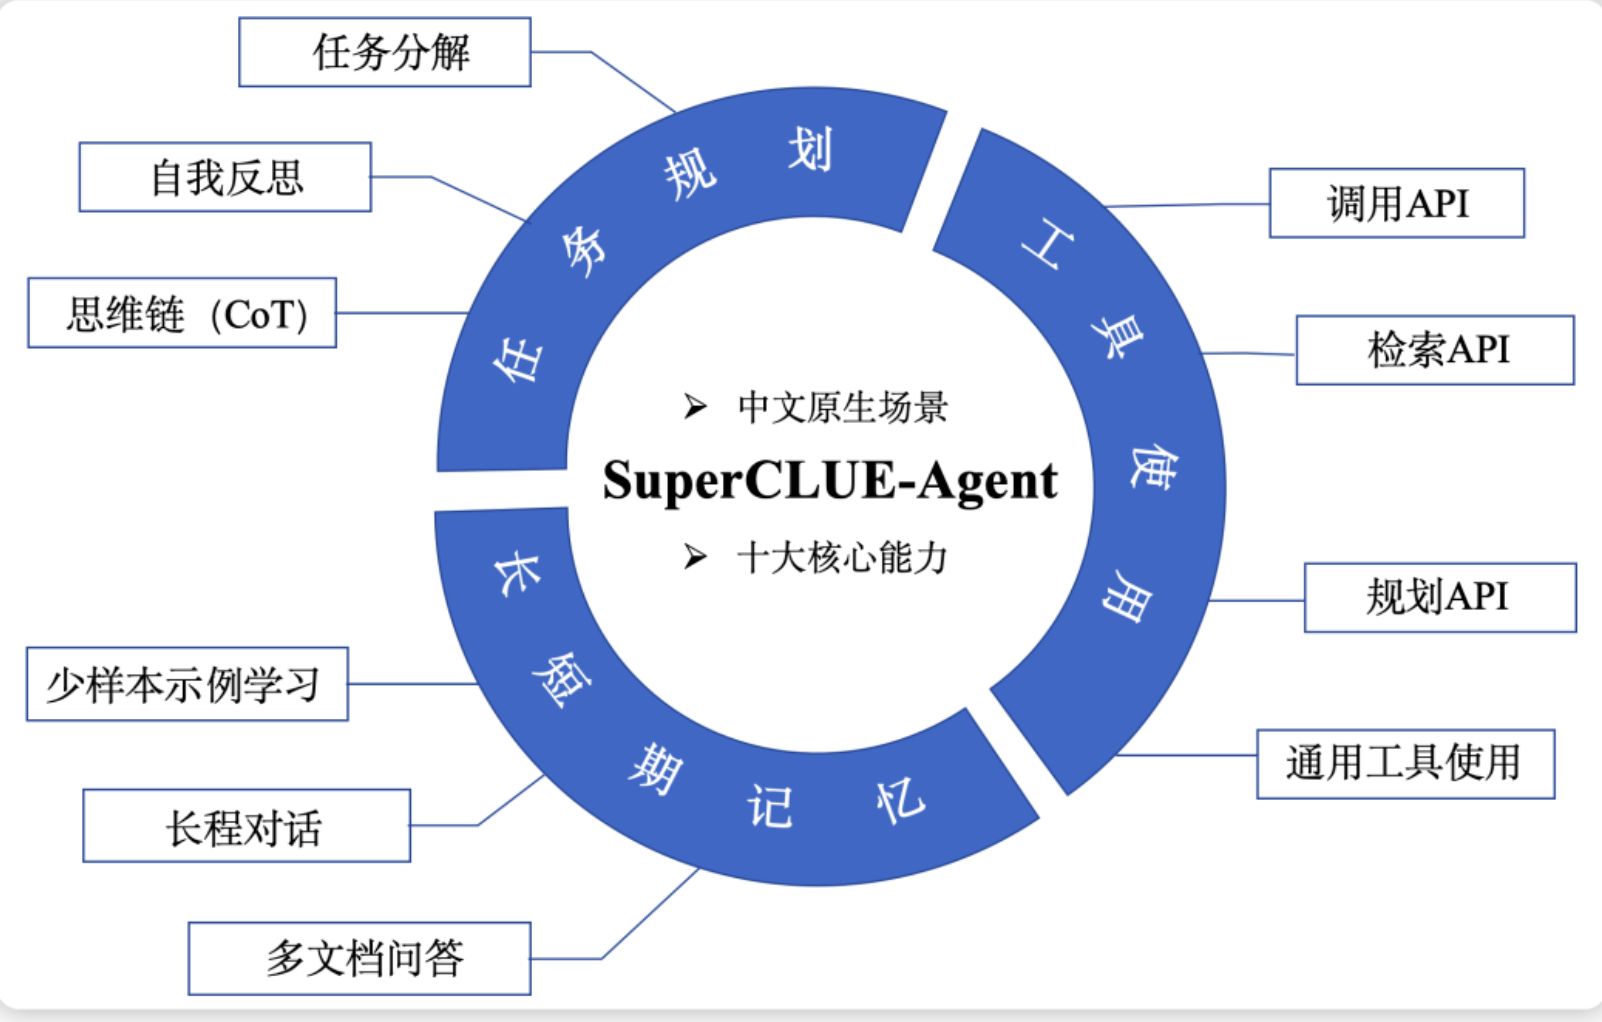 任务分解
自我反思
思维链（CoT)
任务规划
工具使用
调用API
检索API
规划API
通用工具使用
➢ 中文原生场景
SuperCLUE-Agent
➢ 十大核心能力
长短期记忆
少样本示例学习
长程对话
多文档问答